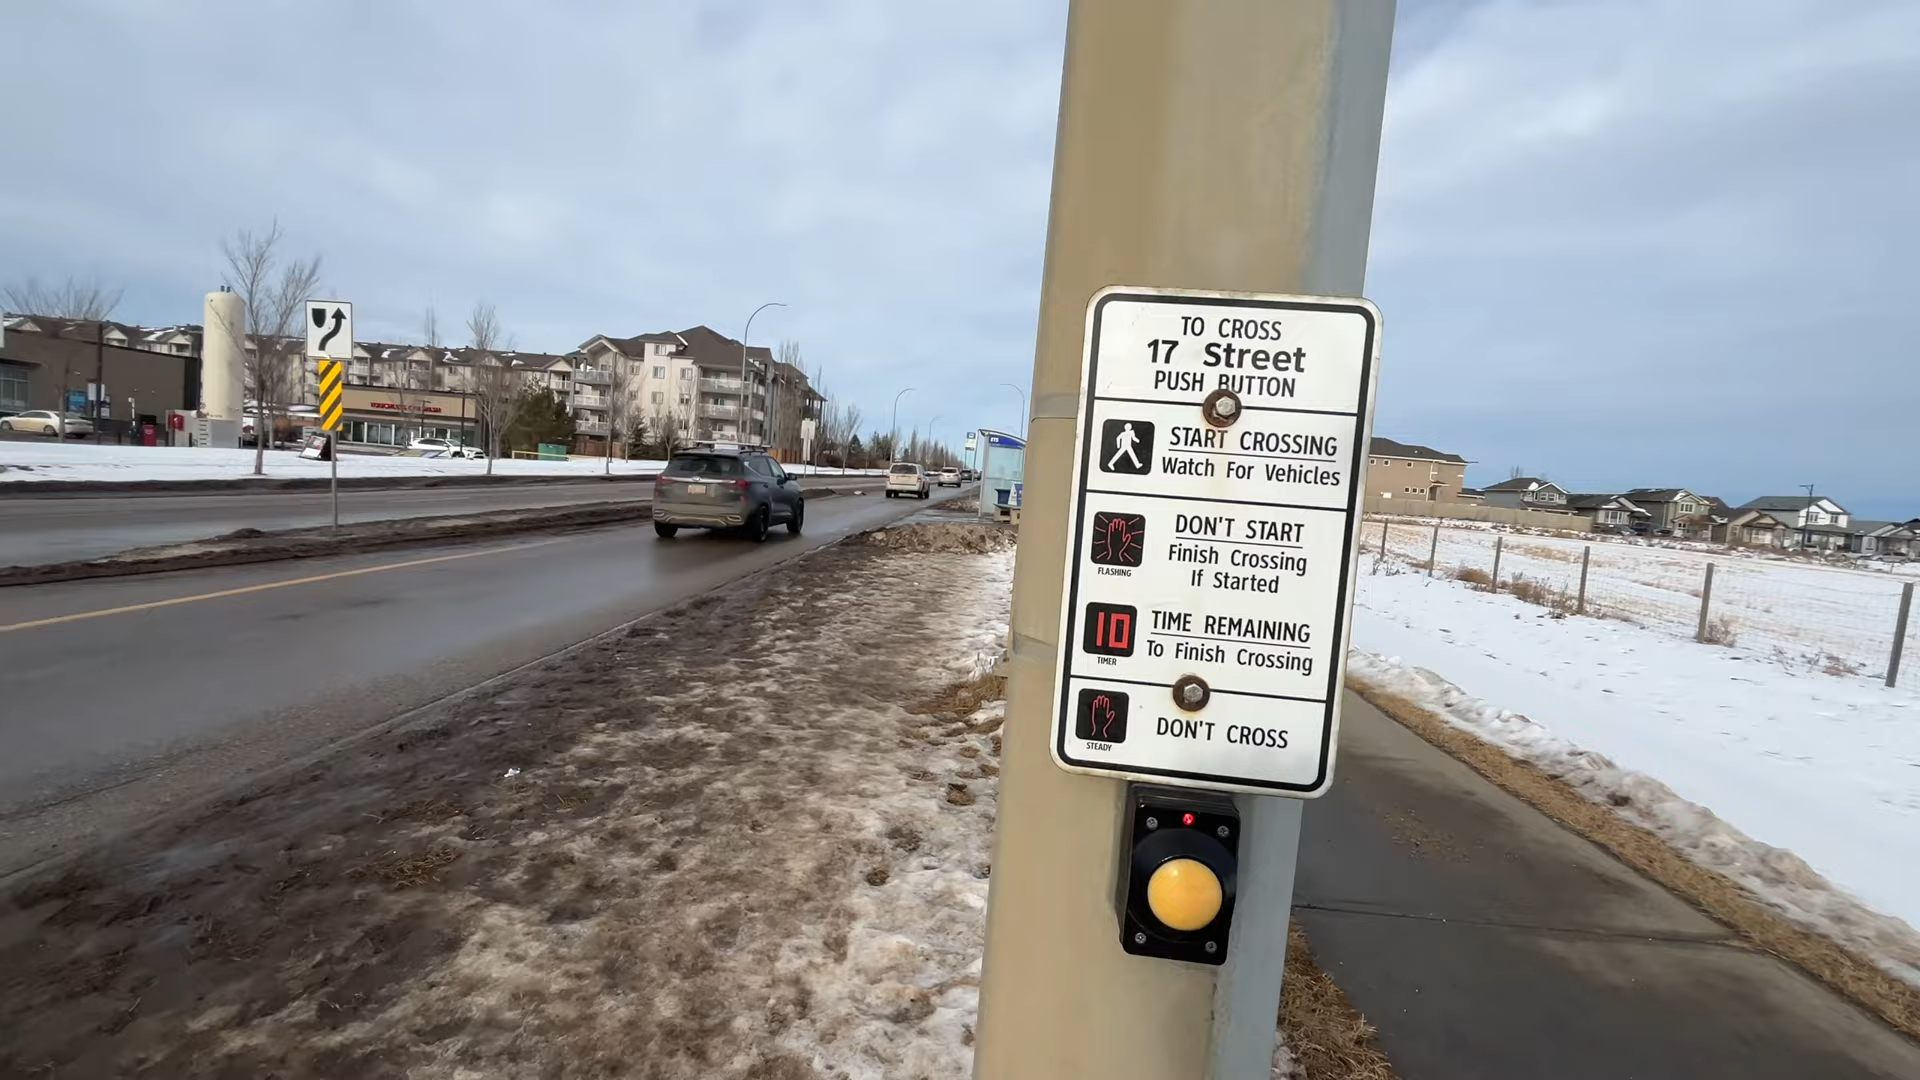 TO CROSS
17 Street
PUSH BUTTON
START CROSSING
Watch For Vehicles
DON'T START
Finish Crossing
If Started
FLASHING
10
TIME REMAINING
To Finish Crossing
TIMER
DON'T CROSS
STEADY
ETS